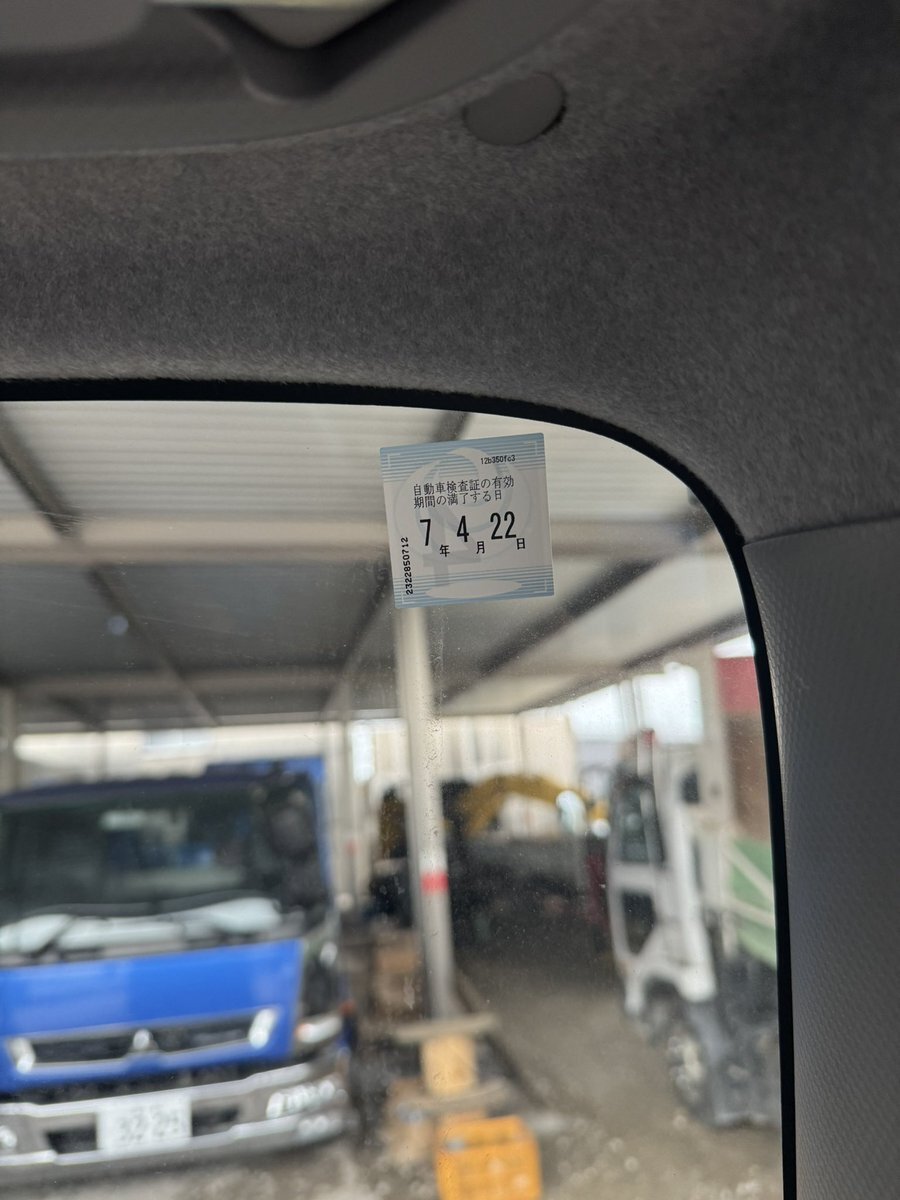 12b350fc3
自動車検査証の有効
期間の満了する日
7年4月22日
2322850712